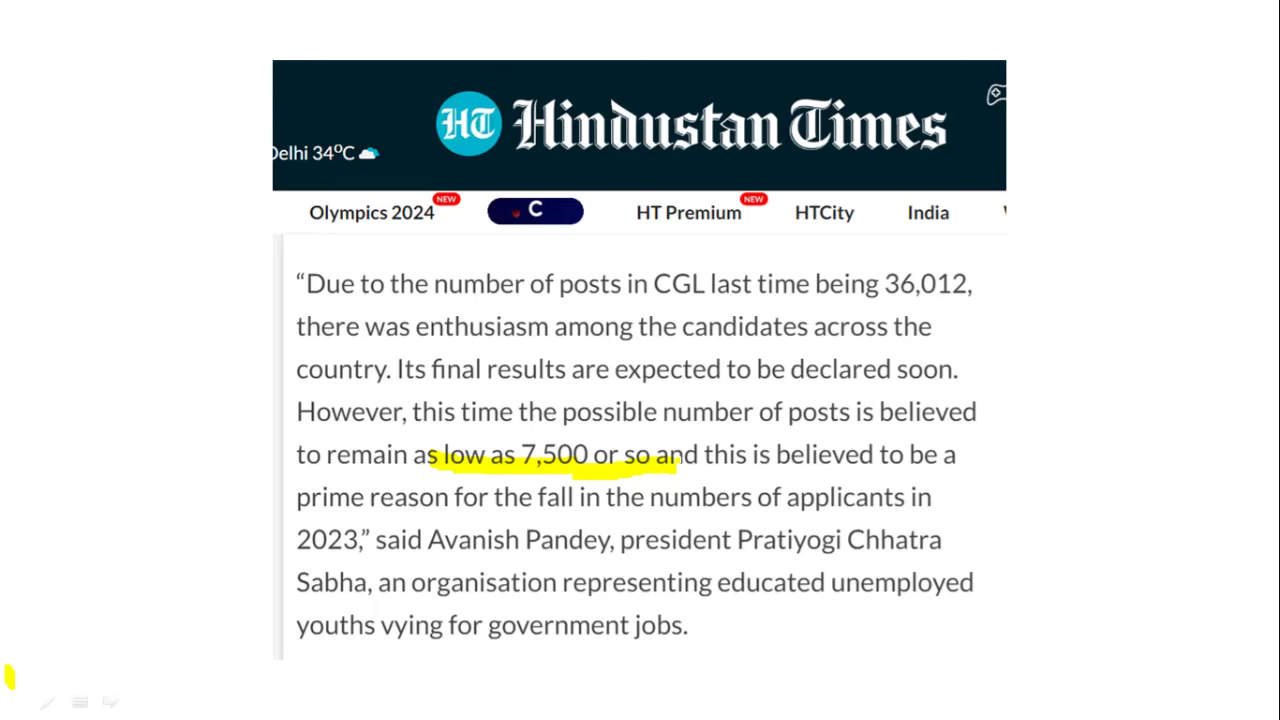 HT Hindustan Times
Delhi 34°C
NEW NEW
Olympics 2024 C HT Premium HTCity India
“Due to the number of posts in CGL last time being 36,012,
there was enthusiasm among the candidates across the
country. Its final results are expected to be declared soon.
However, this time the possible number of posts is believed
to remain as low as 7,500 or so and this is believed to be a
prime reason for the fall in the numbers of applicants in
2023,” said Avanish Pandey, president Pratiyogi Chhatra
Sabha, an organisation representing educated unemployed
youths vying for government jobs.